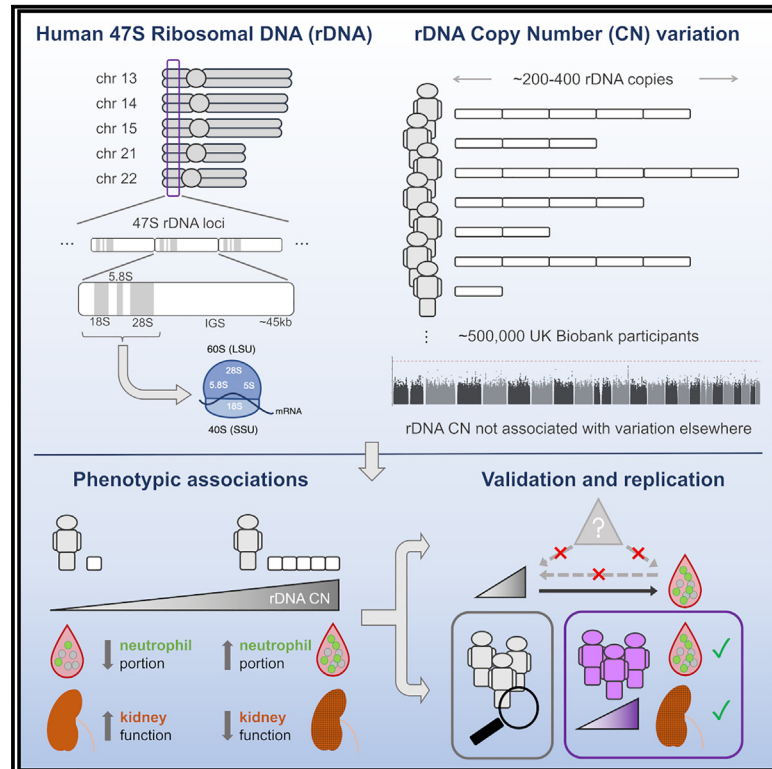 Human 47S Ribosomal DNA (rDNA)
chr 13
chr 14
chr 15
chr 21
chr 22
47S rDNA loci
... ...
5.8S
18S 28S IGS ~45kb
60S (LSU)
28S
5.8S 5S
18S
mRNA
40S (SSU)
rDNA Copy Number (CN) variation
~200-400 rDNA copies
⋮ ~500,000 UK Biobank participants
rDNA CN not associated with variation elsewhere
Phenotypic associations
rDNA CN
neutrophil
portion
neutrophil
portion
kidney
function
kidney
function
Validation and replication
?